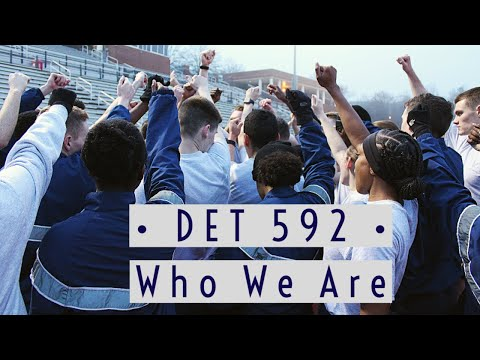 • DET 592 •
Who We Are